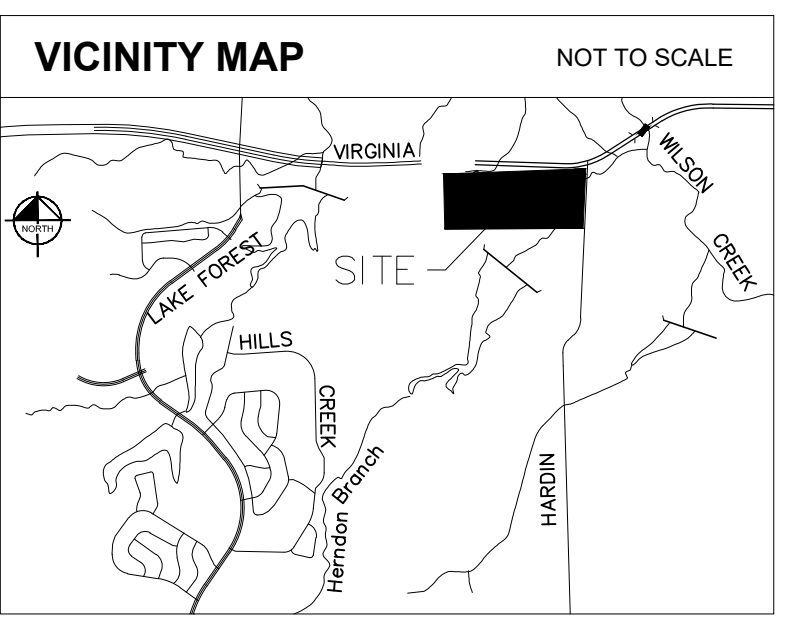 VICINITY MAP
NOT TO SCALE
VIRGINIA
WILSON
CREEK
NORTH
LAKE FOREST
SITE
HILLS
CREEK
Herndon Branch
HARDIN